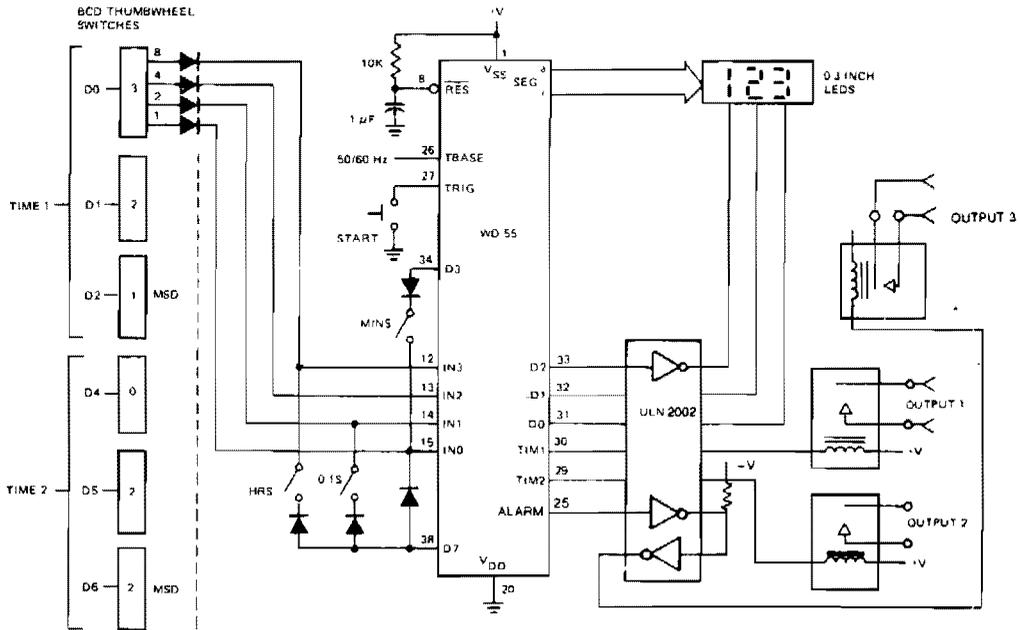 BCD THUMBWHEEL
SWITCHES
D0
3
8
4
2
1
TIME 1
D1
2
D2
1
MSD
TIME 2
D4
0
D5
2
D6
2
MSD
+V
10K
1 µF
8
RES
1
VSS
SEG
50/60 Hz
26
TBASE
27
TRIG
START
WD 55
34
D3
MINS
12
IN3
13
IN2
14
IN1
15
IN0
HRS
0.1S
38
D7
VDD
20
123
0.3 INCH
LEDS
D2
33
D1
32
D0
31
TIM1
30
TIM2
29
ALARM
25
ULN 2002
OUTPUT 3
OUTPUT 1
+V
OUTPUT 2
+V